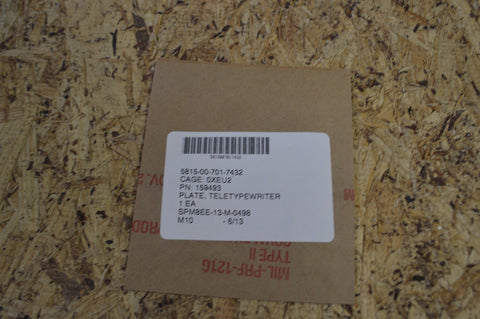 5815-00-701-7432
CAGE: 0XEU2
PN: 159493
PLATE, TELETYPEWRITER
1 EA
SPM8EE-13-M-0498
M10 - 6/13
MIL-PRF-121G
TYPE II